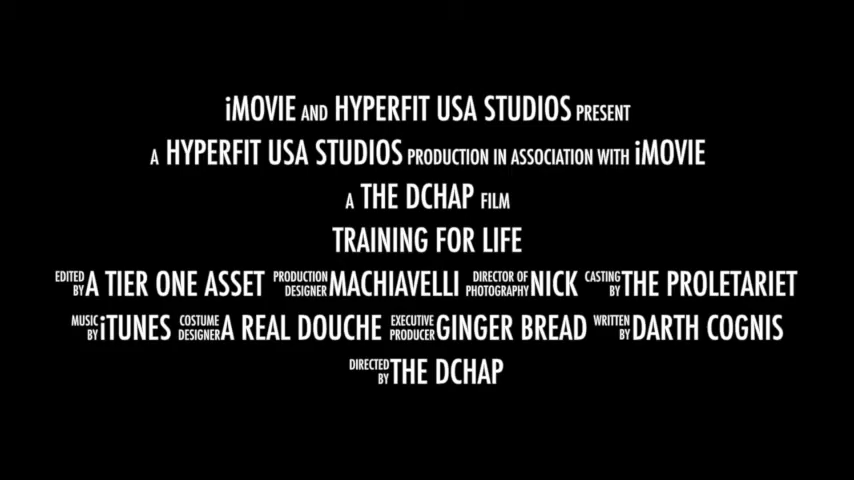 iMOVIE AND HYPERFIT USA STUDIOS PRESENT
A HYPERFIT USA STUDIOS PRODUCTION IN ASSOCIATION WITH iMOVIE
A THE DCHAP FILM
TRAINING FOR LIFE
EDITED BY A TIER ONE ASSET PRODUCTION DESIGNER MACHIAVELLI DIRECTOR OF PHOTOGRAPHY NICK CASTING BY THE PROLETARIET
MUSIC BY iTUNES COSTUME DESIGNER A REAL DOUCHE EXECUTIVE PRODUCER GINGER BREAD WRITTEN BY DARTH COGNIS
DIRECTED BY THE DCHAP